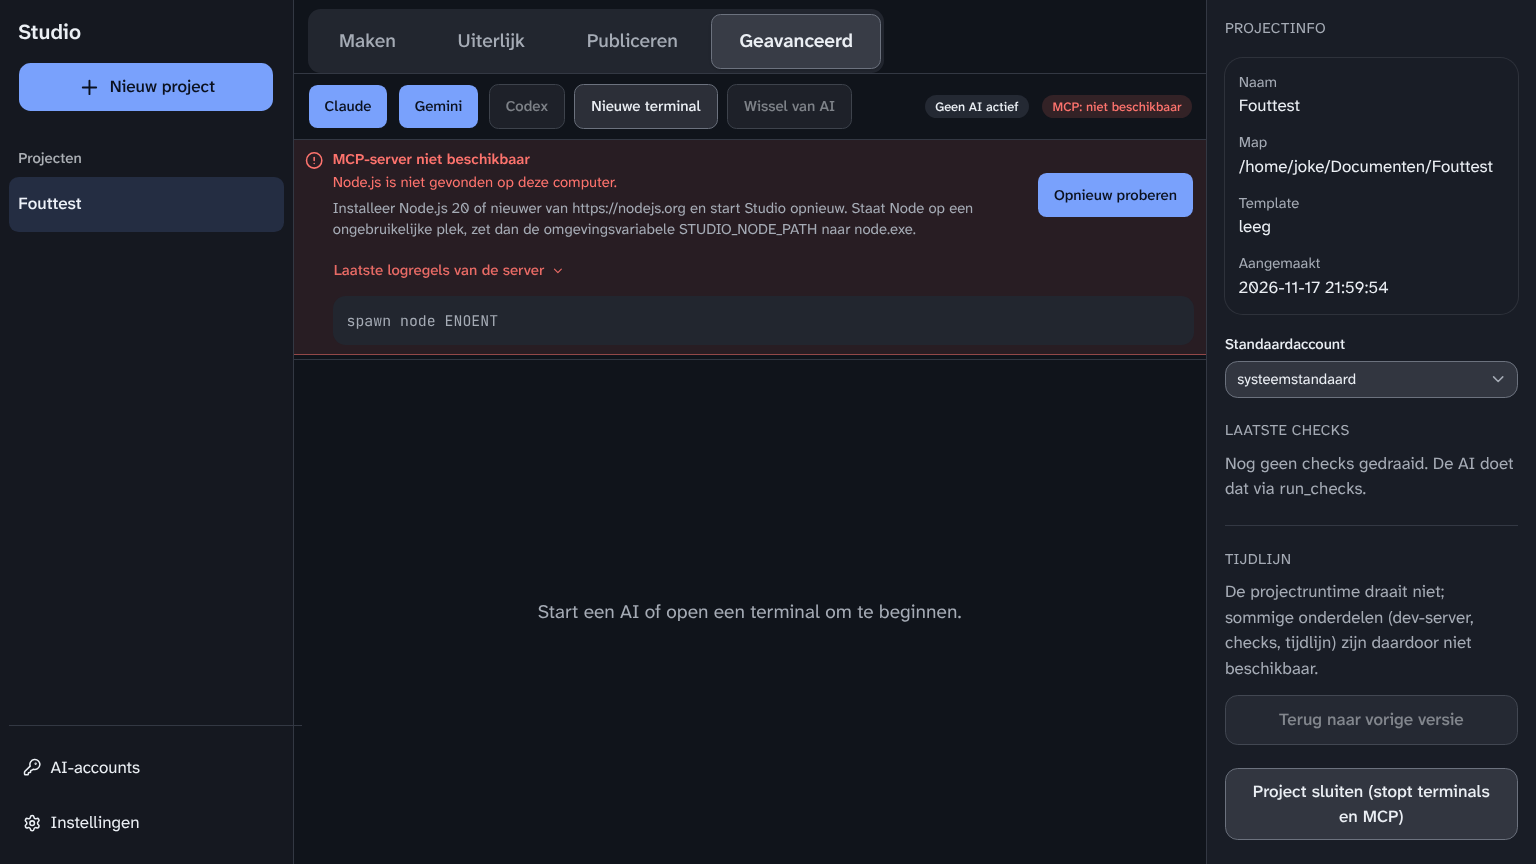 Studio
Nieuw project
Projecten
Fouttest
AI-accounts
Instellingen
Maken
Uiterlijk
Publiceren
Geavanceerd
Claude
Gemini
Codex
Nieuwe terminal
Wissel van AI
Geen AI actief
MCP: niet beschikbaar
MCP-server niet beschikbaar
Node.js is niet gevonden op deze computer.
Installeer Node.js 20 of nieuwer van https://nodejs.org en start Studio opnieuw. Staat Node op een
ongebruikelijke plek, zet dan de omgevingsvariabele STUDIO_NODE_PATH naar node.exe.
Opnieuw proberen
Laatste logregels van de server
spawn node ENOENT
Start een AI of open een terminal om te beginnen.
PROJECTINFO
Naam
Fouttest
Map
/home/joke/Documenten/Fouttest
Template
leeg
Aangemaakt
2026-11-17 21:59:54
Standaardaccount
systeemstandaard
LAATSTE CHECKS
Nog geen checks gedraaid. De AI doet
dat via run_checks.
TIJDLIJN
De projectruntime draait niet;
sommige onderdelen (dev-server,
checks, tijdlijn) zijn daardoor niet
beschikbaar.
Terug naar vorige versie
Project sluiten (stopt terminals
en MCP)